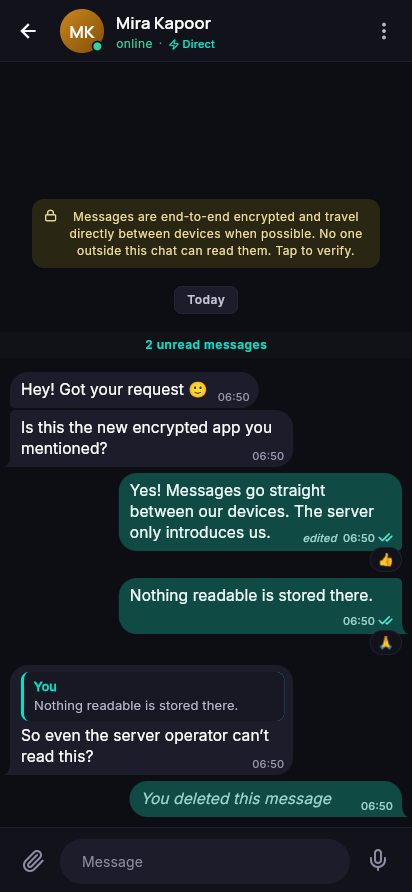 MK
Mira Kapoor
online · Direct
Messages are end-to-end encrypted and travel
directly between devices when possible. No one
outside this chat can read them. Tap to verify.
Today
2 unread messages
Hey! Got your request 🙂 06:50
Is this the new encrypted app you
mentioned?
06:50
Yes! Messages go straight
between our devices. The server
only introduces us. edited 06:50
👍
Nothing readable is stored there.
06:50
🙏
You
Nothing readable is stored there.
So even the server operator can't
read this?
06:50
You deleted this message 06:50
Message